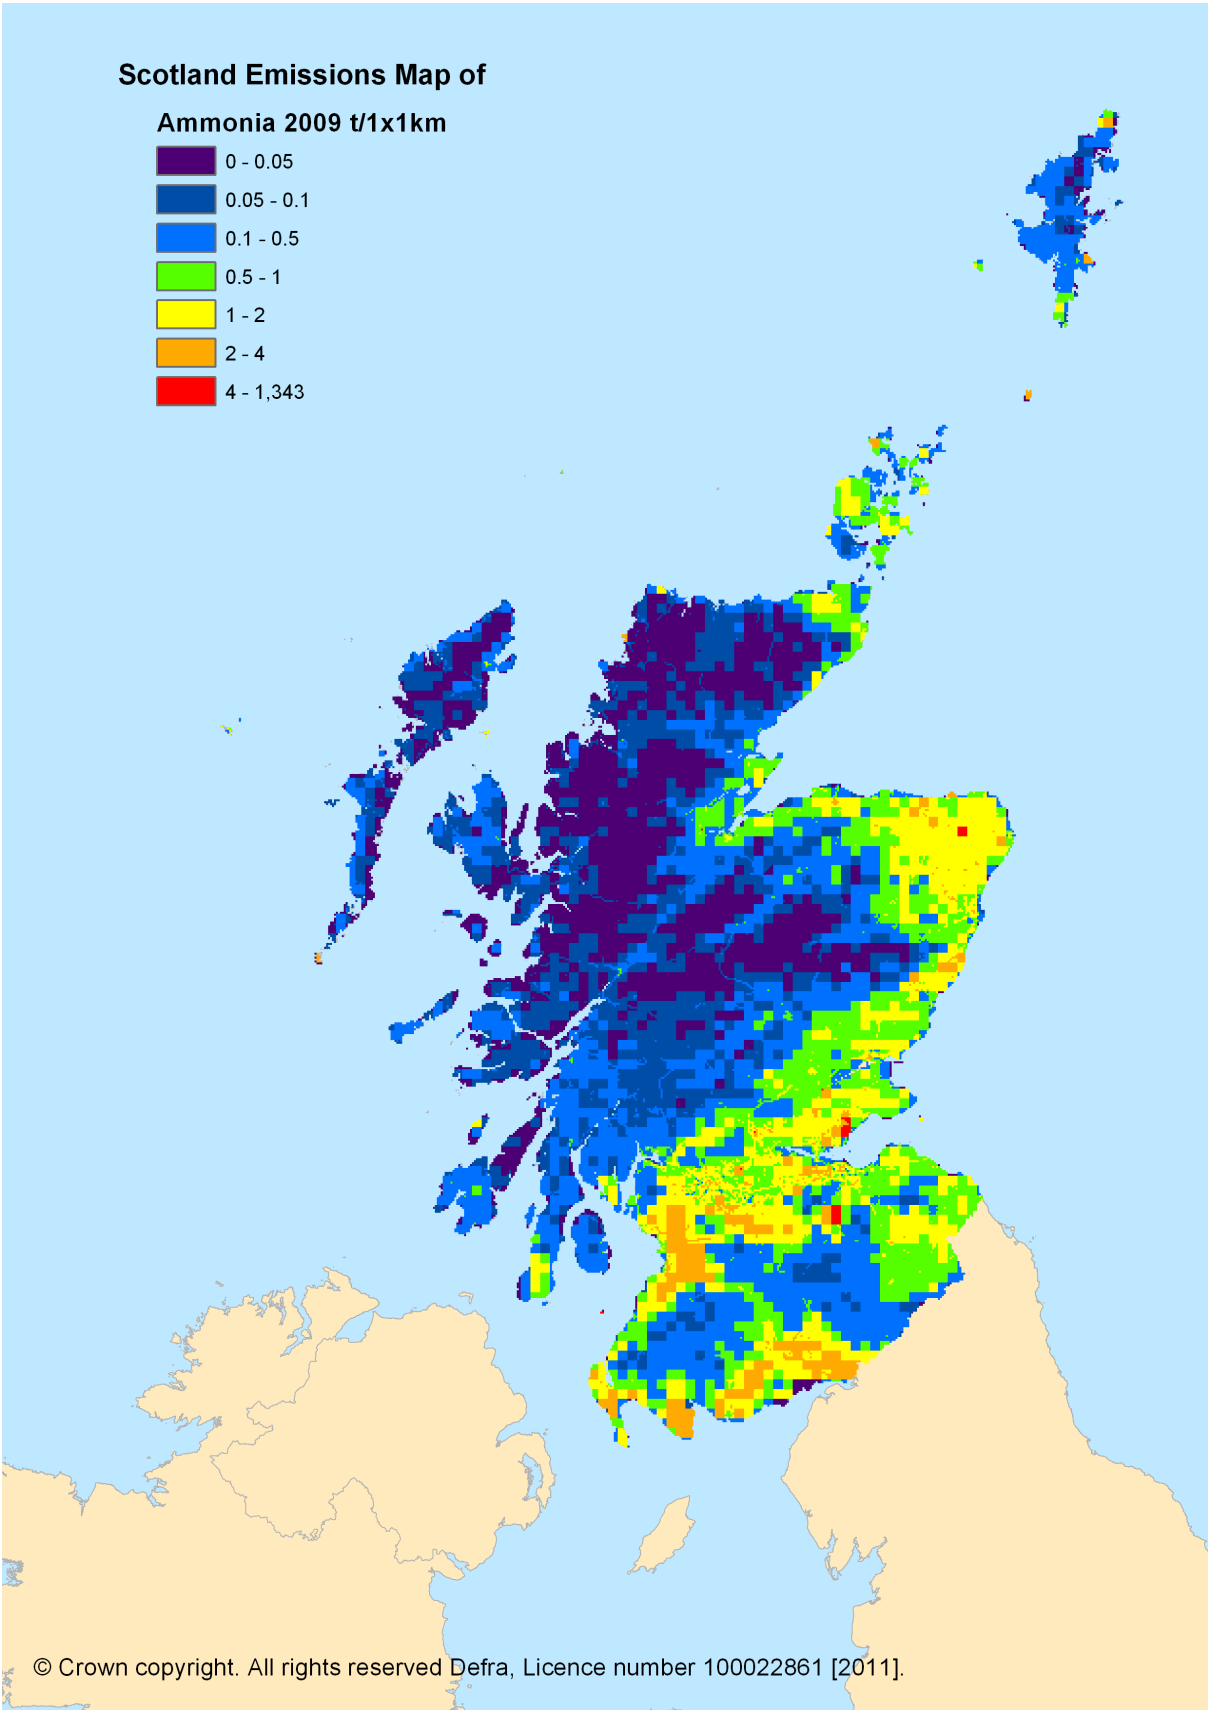 Scotland Emissions Map of
Ammonia 2009 t/1x1km
0 - 0.05
0.05 - 0.1
0.1 - 0.5
0.5 - 1
1 - 2
2 - 4
4 - 1,343
© Crown copyright. All rights reserved Defra, Licence number 100022861 [2011].